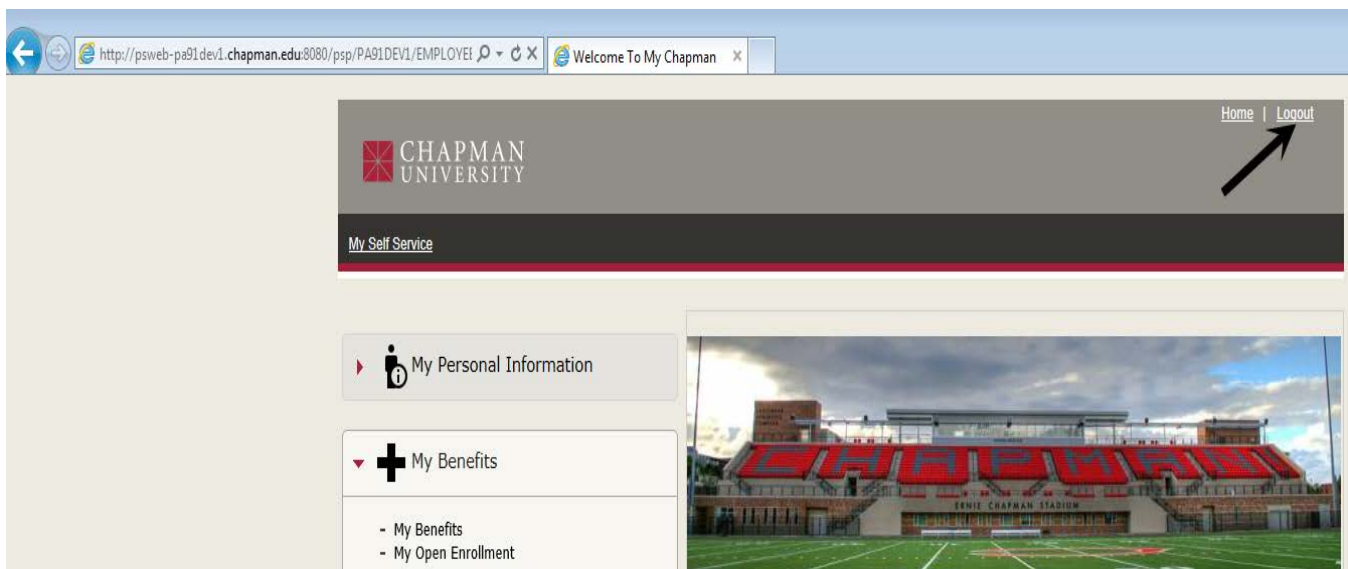 http://psweb-pa91dev1.chapman.edu:8080/psp/PA91DEV1/EMPLOYEE
Welcome To My Chapman
Home | Logout
CHAPMAN
UNIVERSITY
My Self Service
My Personal Information
My Benefits
- My Benefits
- My Open Enrollment
CHAPMAN
ERNIE CHAPMAN STADIUM